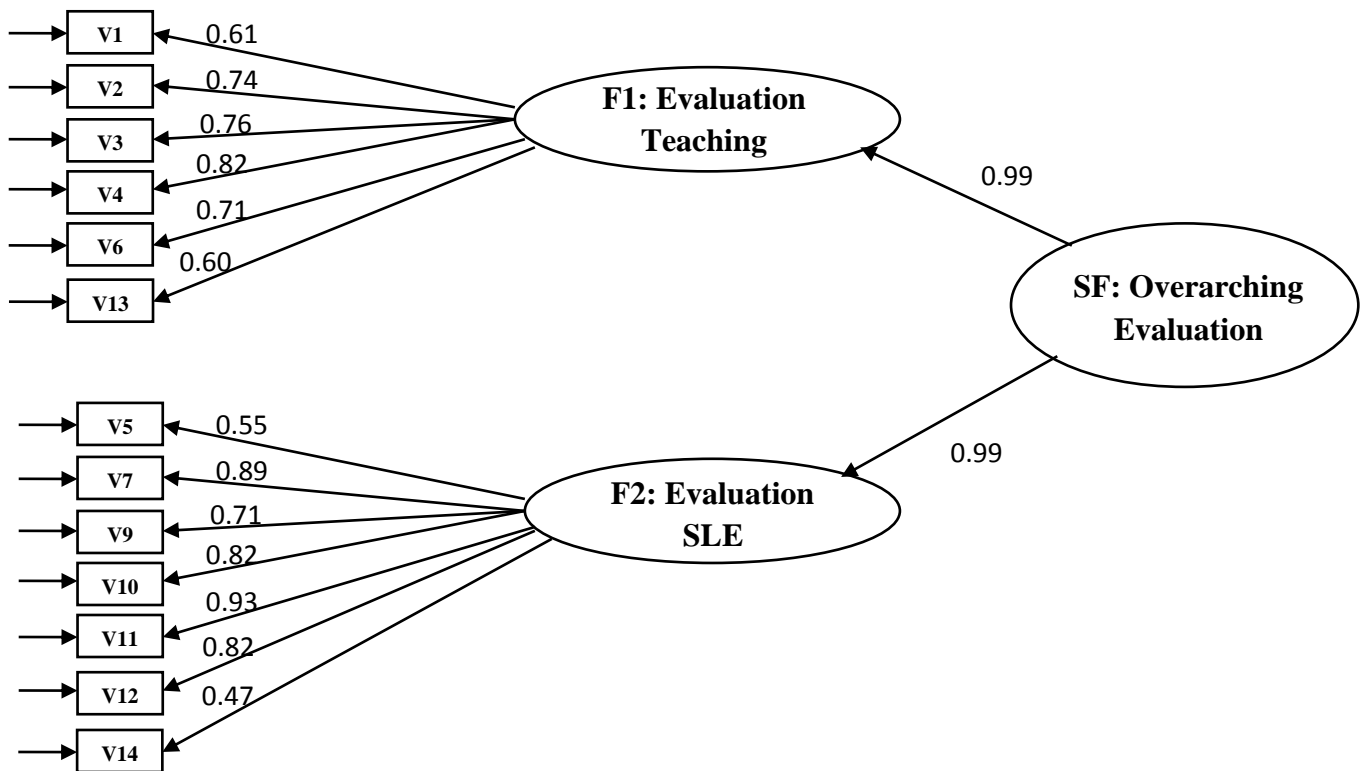 V1
0.61
V2
0.74
V3
0.76
V4
0.82
V6
0.71
V13
0.60
F1: Evaluation
Teaching
0.99
SF: Overarching
Evaluation
0.99
V5
0.55
V7
0.89
V9
0.71
V10
0.82
V11
0.93
V12
0.82
V14
0.47
F2: Evaluation
SLE